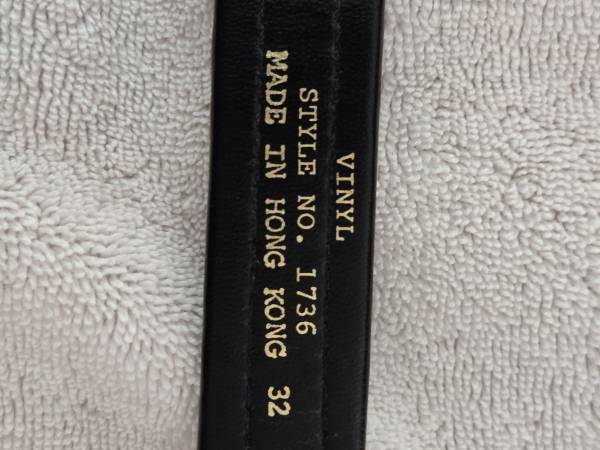 VINYL
STYLE NO. 1736
MADE IN HONG KONG 32